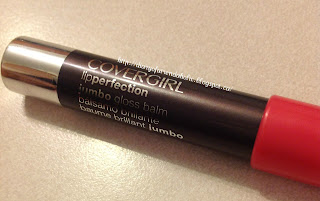 COVERGIRL
lipperfection
jumbo gloss balm
balsamo brillante
baume brillant jumbo